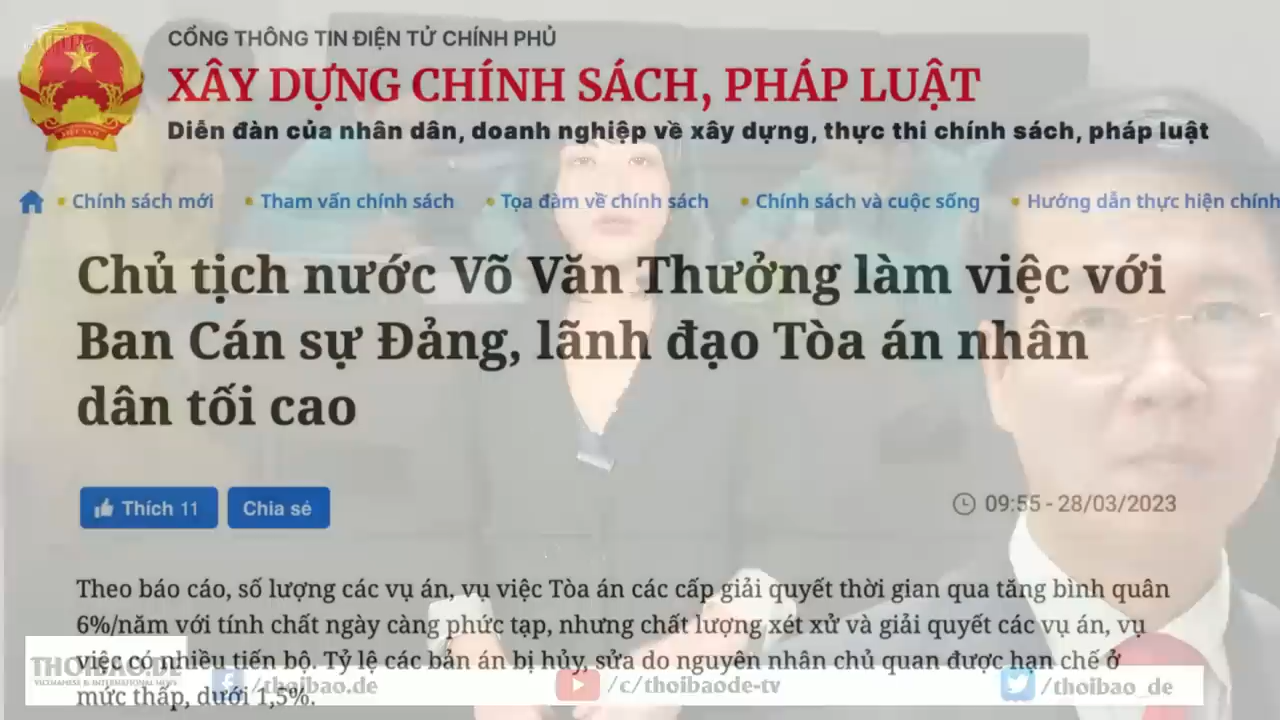 CỔNG THÔNG TIN ĐIỆN TỬ CHÍNH PHỦ
XÂY DỰNG CHÍNH SÁCH, PHÁP LUẬT
Diễn đàn của nhân dân, doanh nghiệp về xây dựng, thực thi chính sách, pháp luật
Chính sách mới
Tham vấn chính sách
Tọa đàm về chính sách
Chính sách và cuộc sống
Hướng dẫn thực hiện chính
Chủ tịch nước Võ Văn Thưởng làm việc với
Ban Cán sự Đảng, lãnh đạo Tòa án nhân
dân tối cao
Thích 11
Chia sẻ
09:55 - 28/03/2023
Theo báo cáo, số lượng các vụ án, vụ việc Tòa án các cấp giải quyết thời gian qua tăng bình quân
6%/năm với tính chất ngày càng phức tạp, nhưng chất lượng xét xử và giải quyết các vụ án, vụ
việc có nhiều tiến bộ. Tỷ lệ các bản án bị hủy, sửa do nguyên nhân chủ quan được hạn chế ở
mức thấp, dưới 1,5%.
THOIBAO.DE
VIETNAMESE & INTERNATIONAL NEWS
/thoibao.de
/c/thoibaode-tv
/thoibao_de